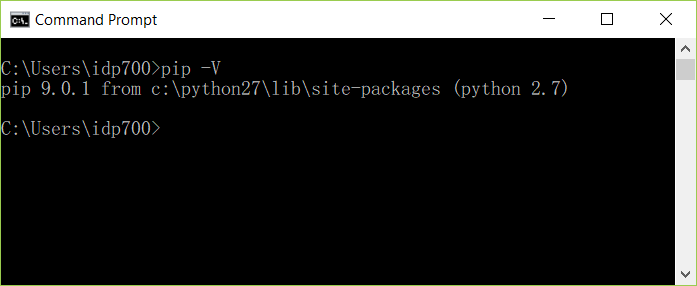 Command Prompt
C:\Users\idp700>pip -V
pip 9.0.1 from c:\python27\lib\site-packages (python 2.7)
C:\Users\idp700>